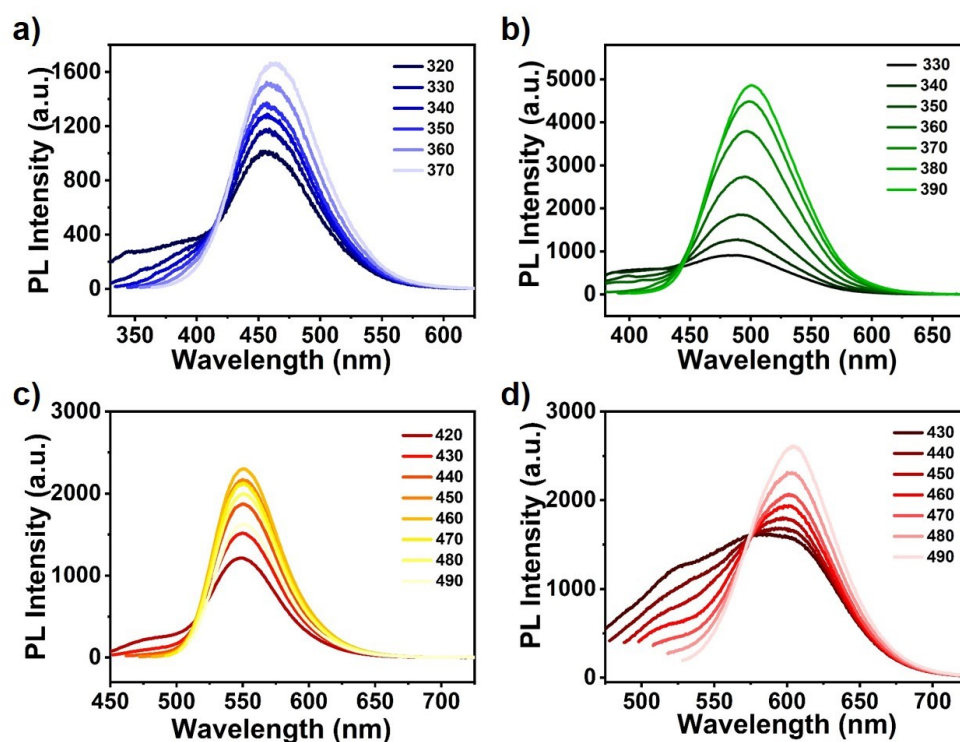 a)
PL Intensity (a.u.)
1600
1200
800
400
0
320
330
340
350
360
370
350 400 450 500 550 600
Wavelength (nm)
b)
PL Intensity (a.u.)
5000
4000
3000
2000
1000
0
330
340
350
360
370
380
390
400 450 500 550 600 650
Wavelength (nm)
c)
PL Intensity (a.u.)
3000
2000
1000
0
420
430
440
450
460
470
480
490
450 500 550 600 650 700
Wavelength (nm)
d)
PL Intensity (a.u.)
3000
2000
1000
0
430
440
450
460
470
480
490
500 550 600 650 700
Wavelength (nm)